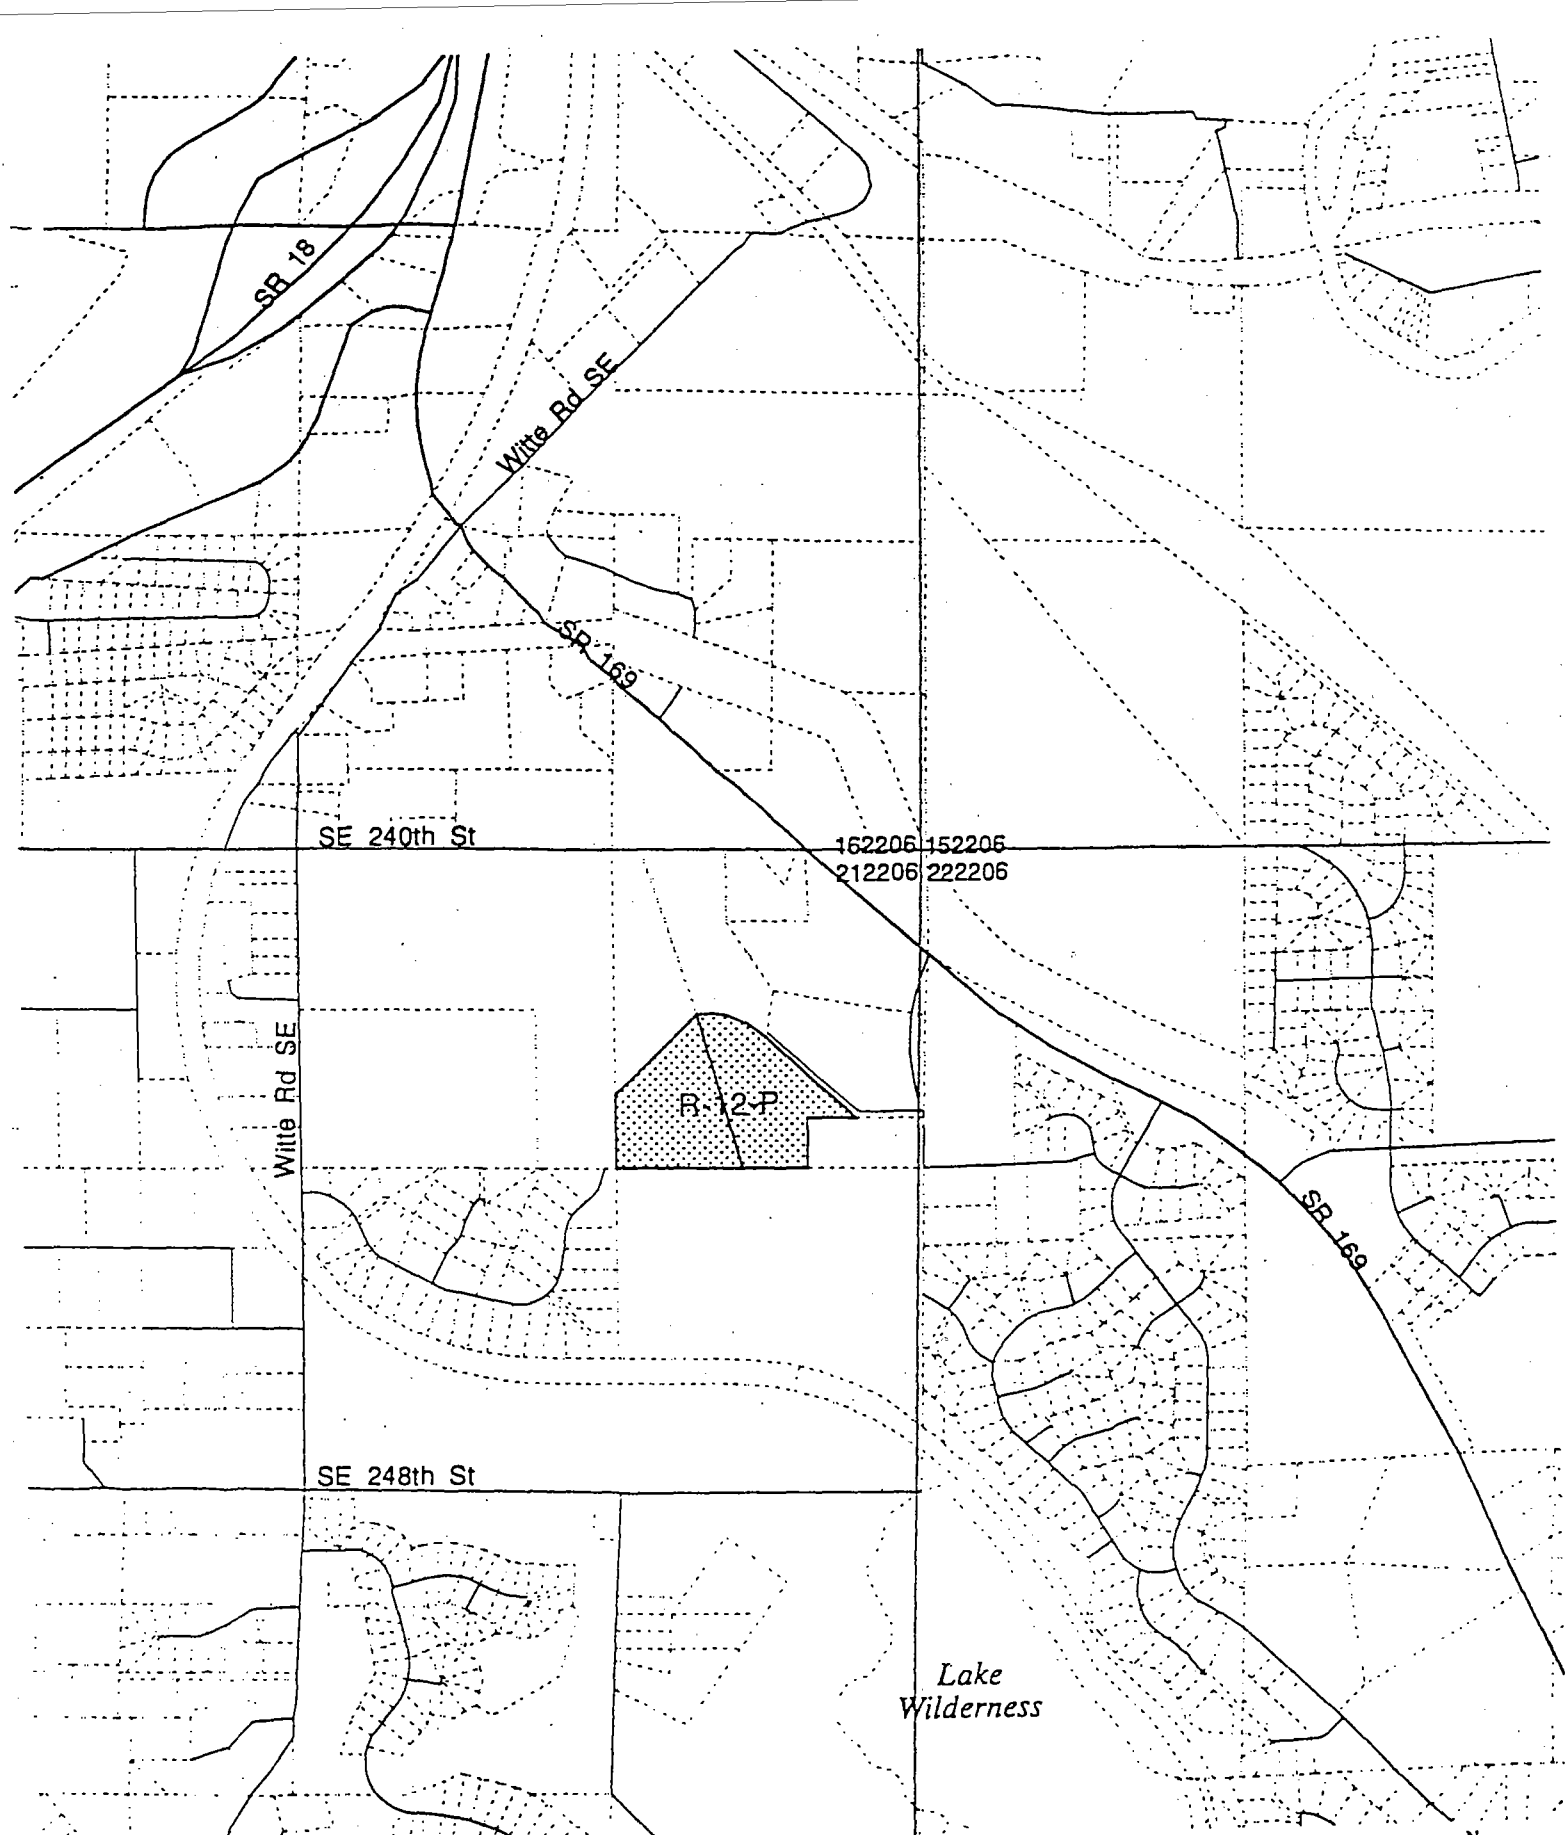 SR 18
Witte Rd SE
SR 169
SE 240th St
162206 152206
212206 222206
Witte Rd SE
R-12-P
SR 169
SE 248th St
Lake
Wilderness